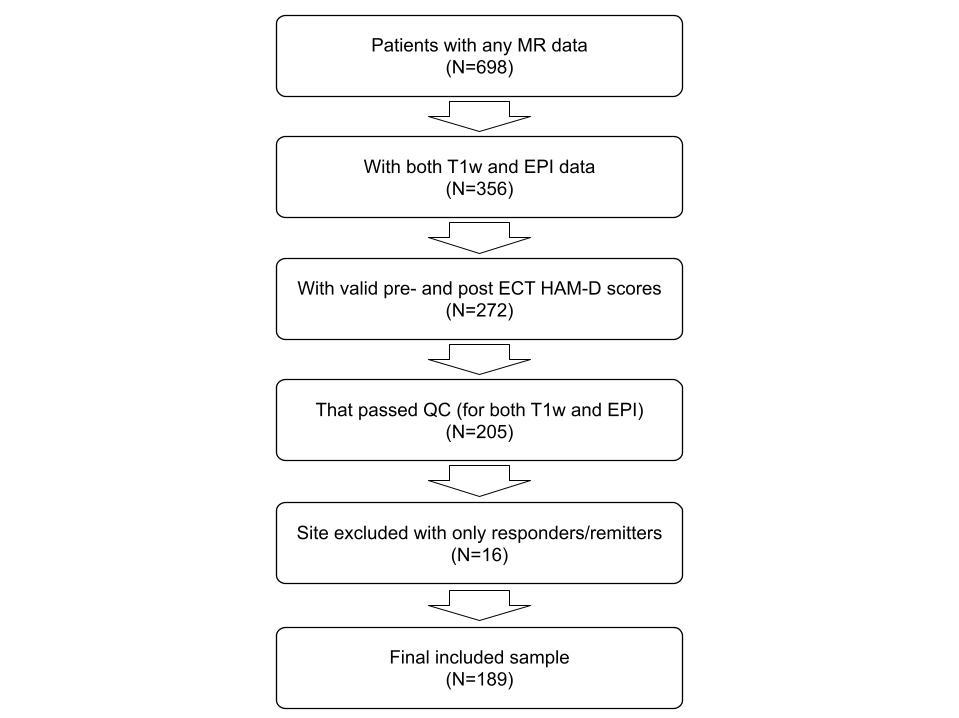 Patients with any MR data
(N=698)
With both T1w and EPI data
(N=356)
With valid pre- and post ECT HAM-D scores
(N=272)
That passed QC (for both T1w and EPI)
(N=205)
Site excluded with only responders/remitters
(N=16)
Final included sample
(N=189)